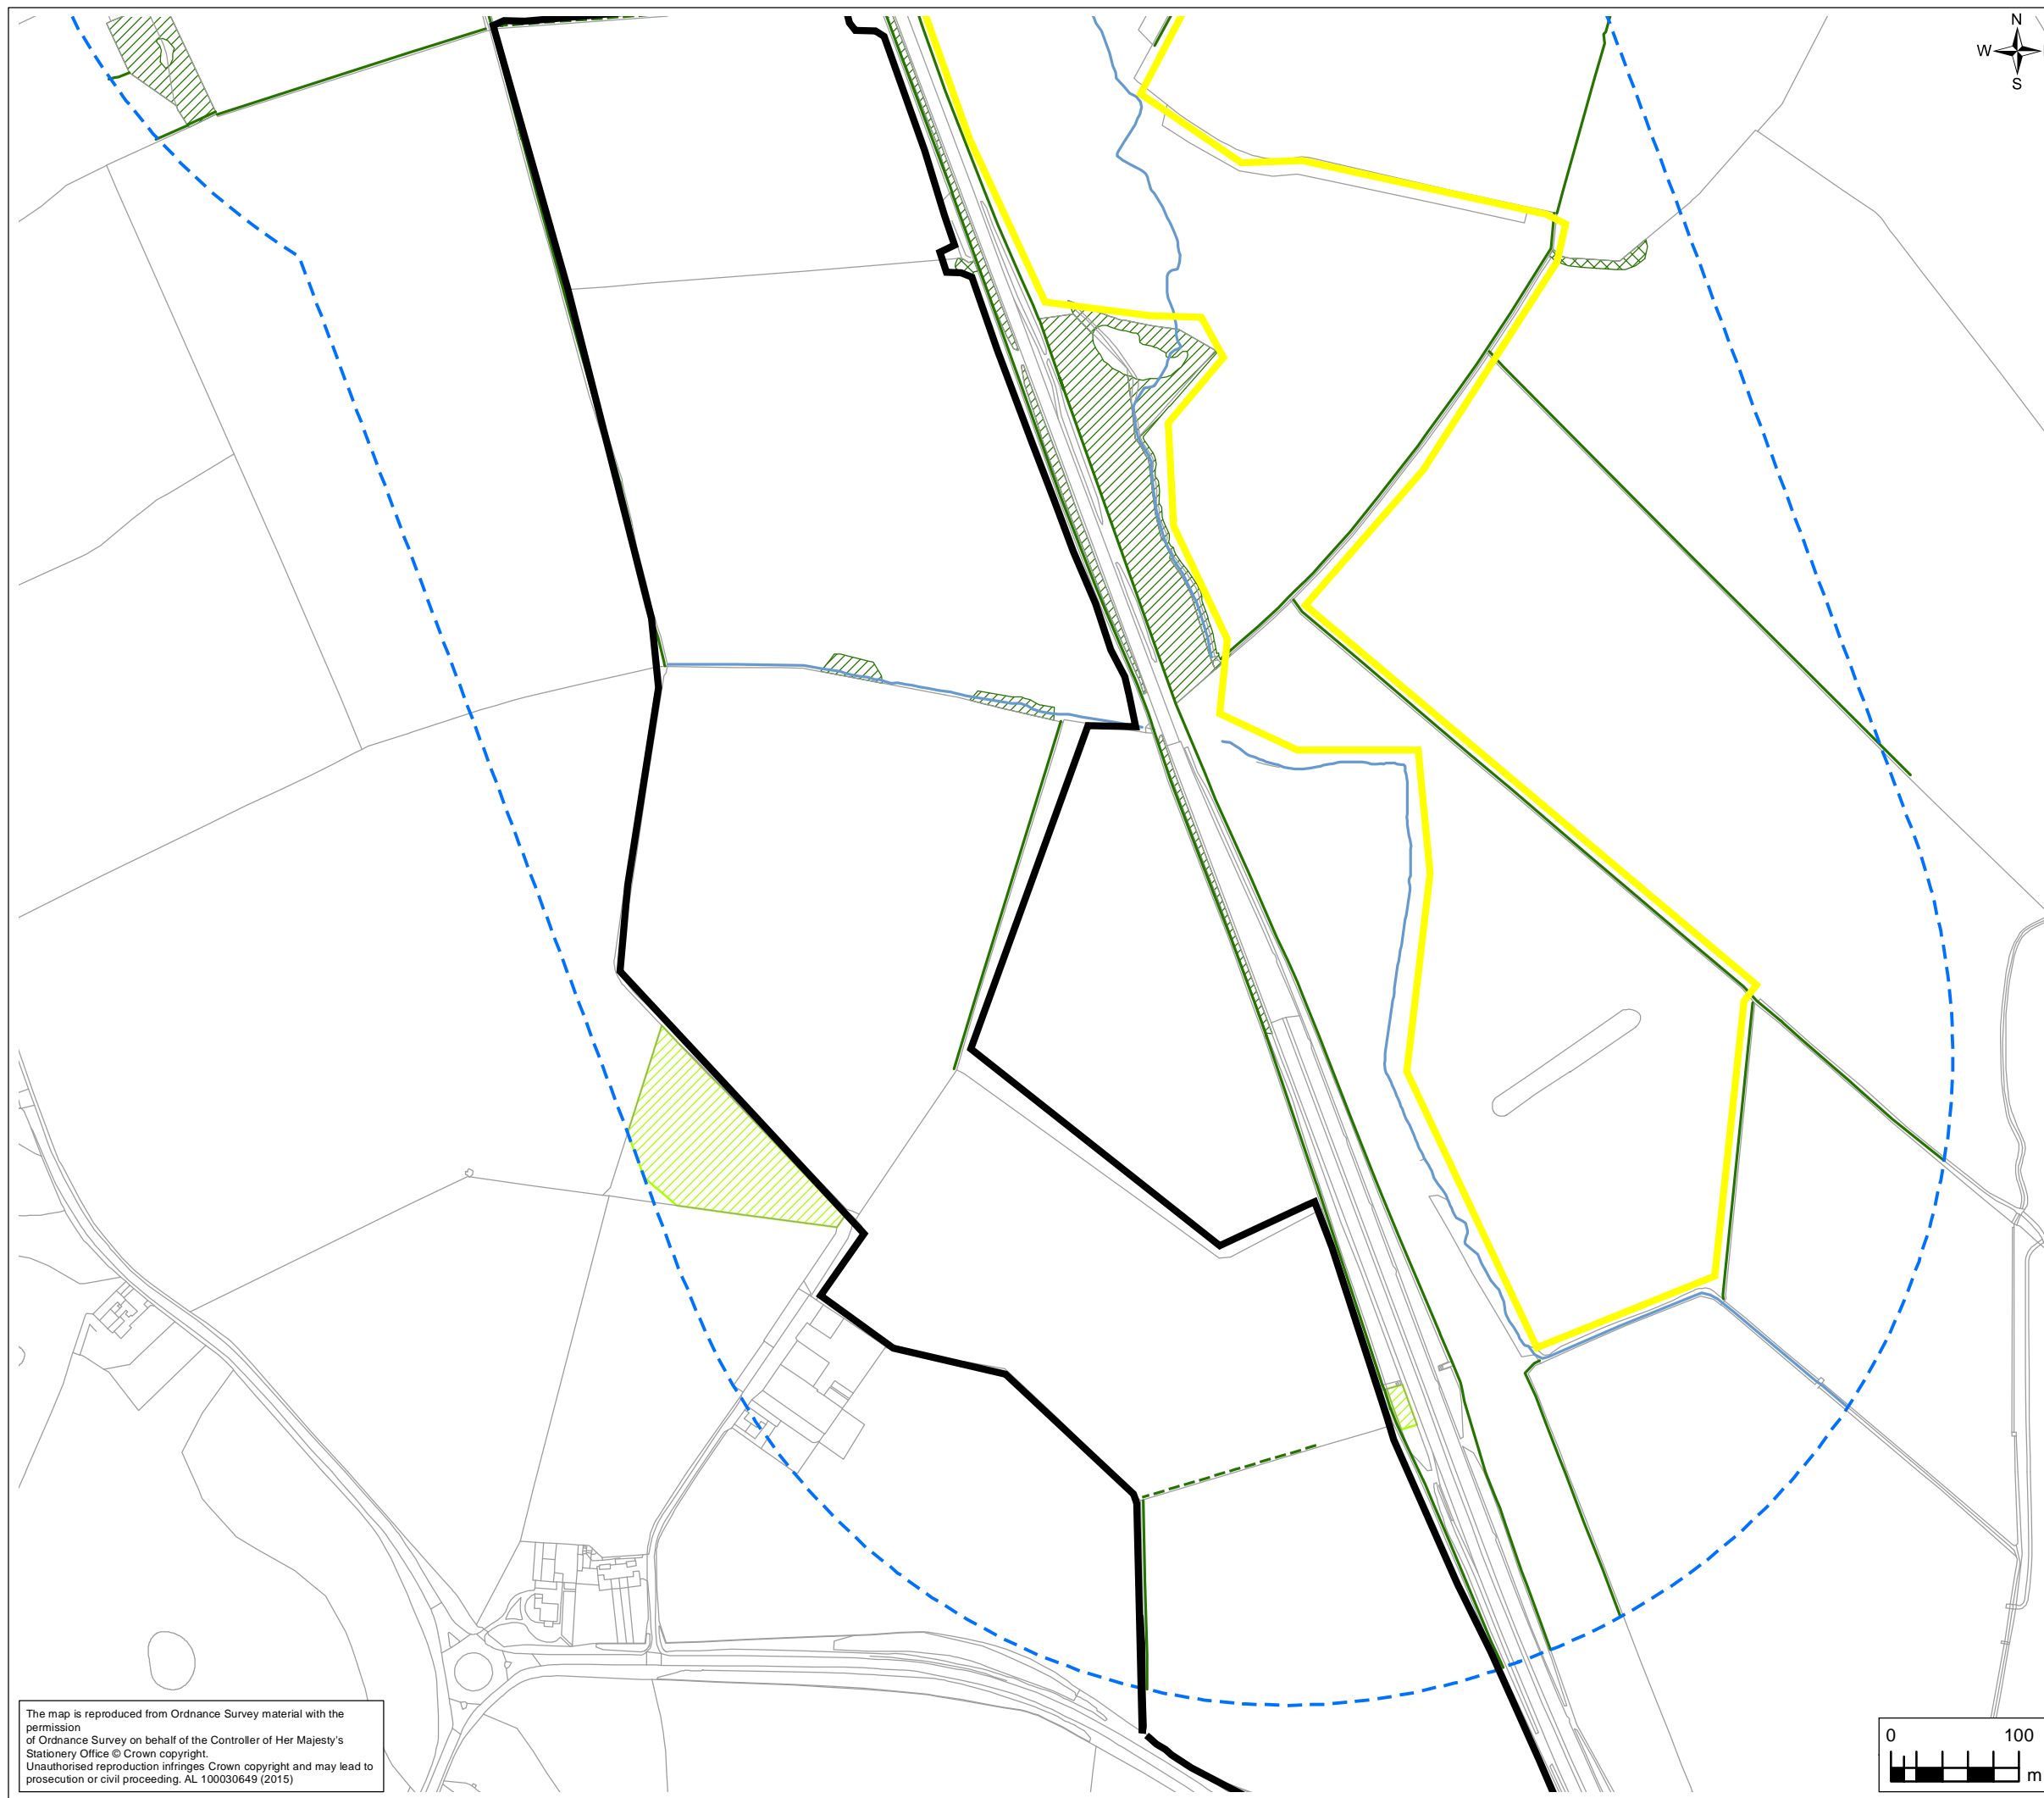 N
W
S
The map is reproduced from Ordnance Survey material with the
permission
of Ordnance Survey on behalf of the Controller of Her Majesty's
Stationery Office © Crown copyright.
Unauthorised reproduction infringes Crown copyright and may lead to
prosecution or civil proceeding. AL 100030649 (2015)
0 100
m